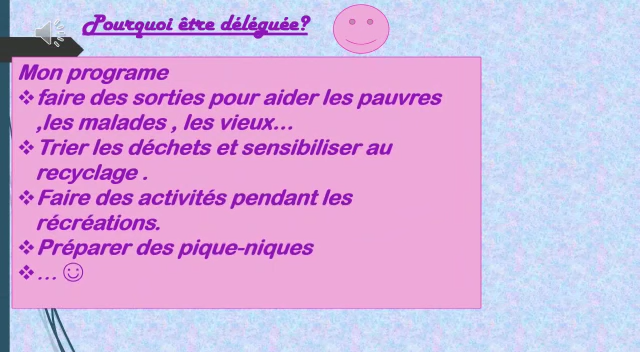 Pourquoi être déléguée?
Mon programe
❖faire des sorties pour aider les pauvres
,les malades , les vieux...
❖Trier les déchets et sensibiliser au
recyclage .
❖Faire des activités pendant les
récréations.
❖Préparer des pique-niques
❖... ☺